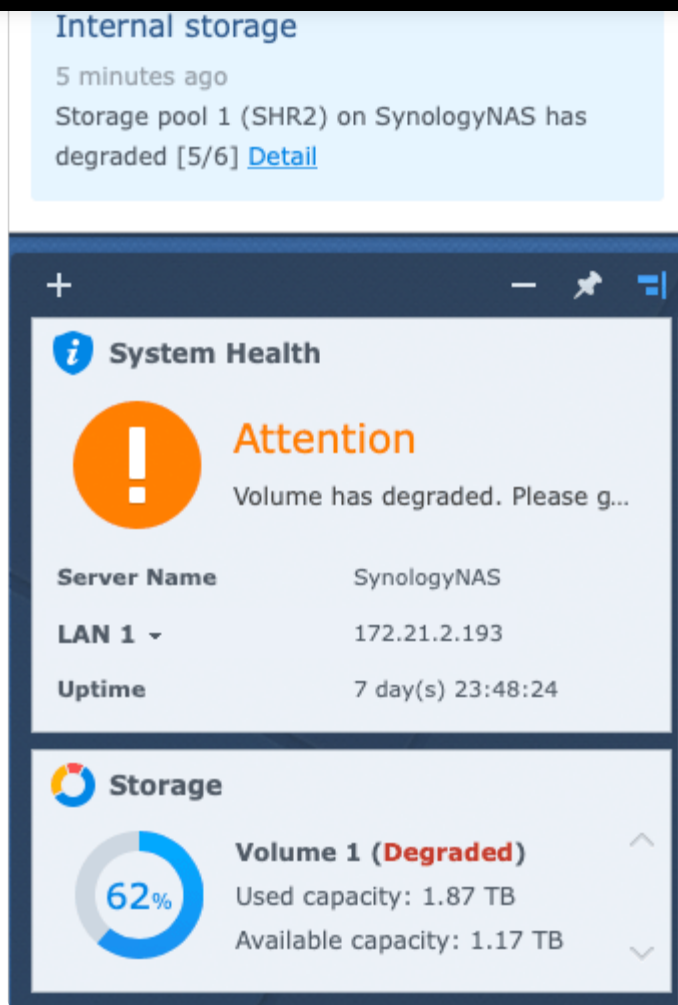 Internal storage
5 minutes ago
Storage pool 1 (SHR2) on SynologyNAS has
degraded [5/6] Detail
System Health
Attention
Volume has degraded. Please g...
Server Name SynologyNAS
LAN 1 172.21.2.193
Uptime 7 day(s) 23:48:24
Storage
62%
Volume 1 (Degraded)
Used capacity: 1.87 TB
Available capacity: 1.17 TB